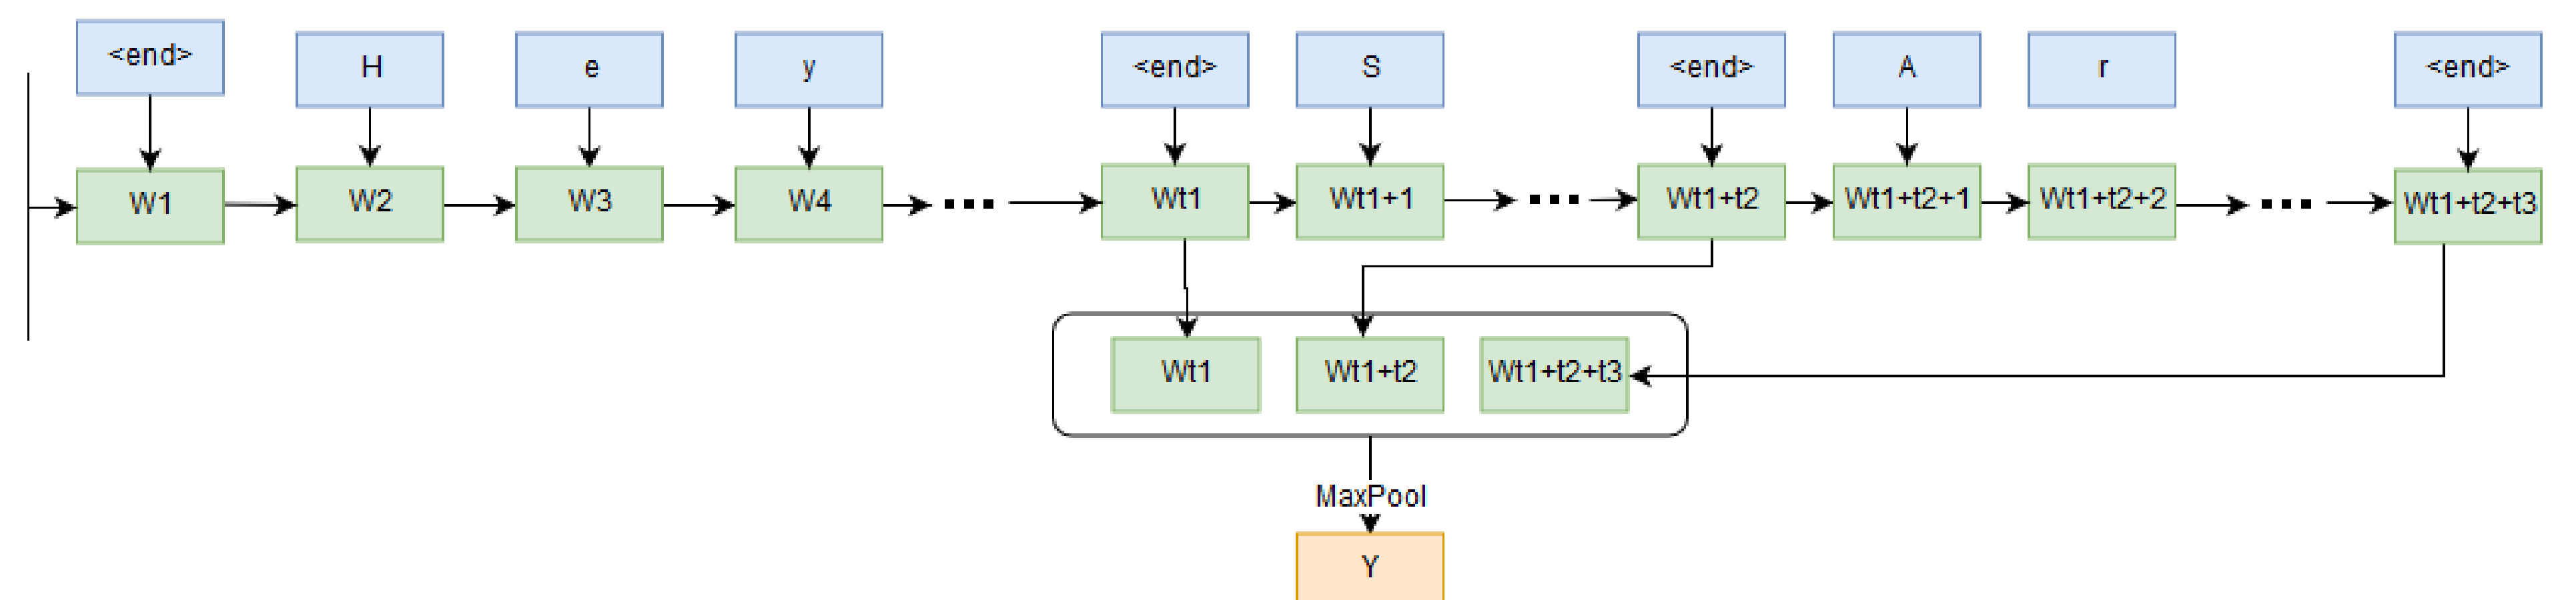 <end>
H
e
y
<end>
S
<end>
A
r
<end>
W1
W2
W3
W4
Wt1
Wt1+1
Wt1+t2
Wt1+t2+1
Wt1+t2+2
Wt1+t2+t3
Wt1
Wt1+t2
Wt1+t2+t3
MaxPool
Y